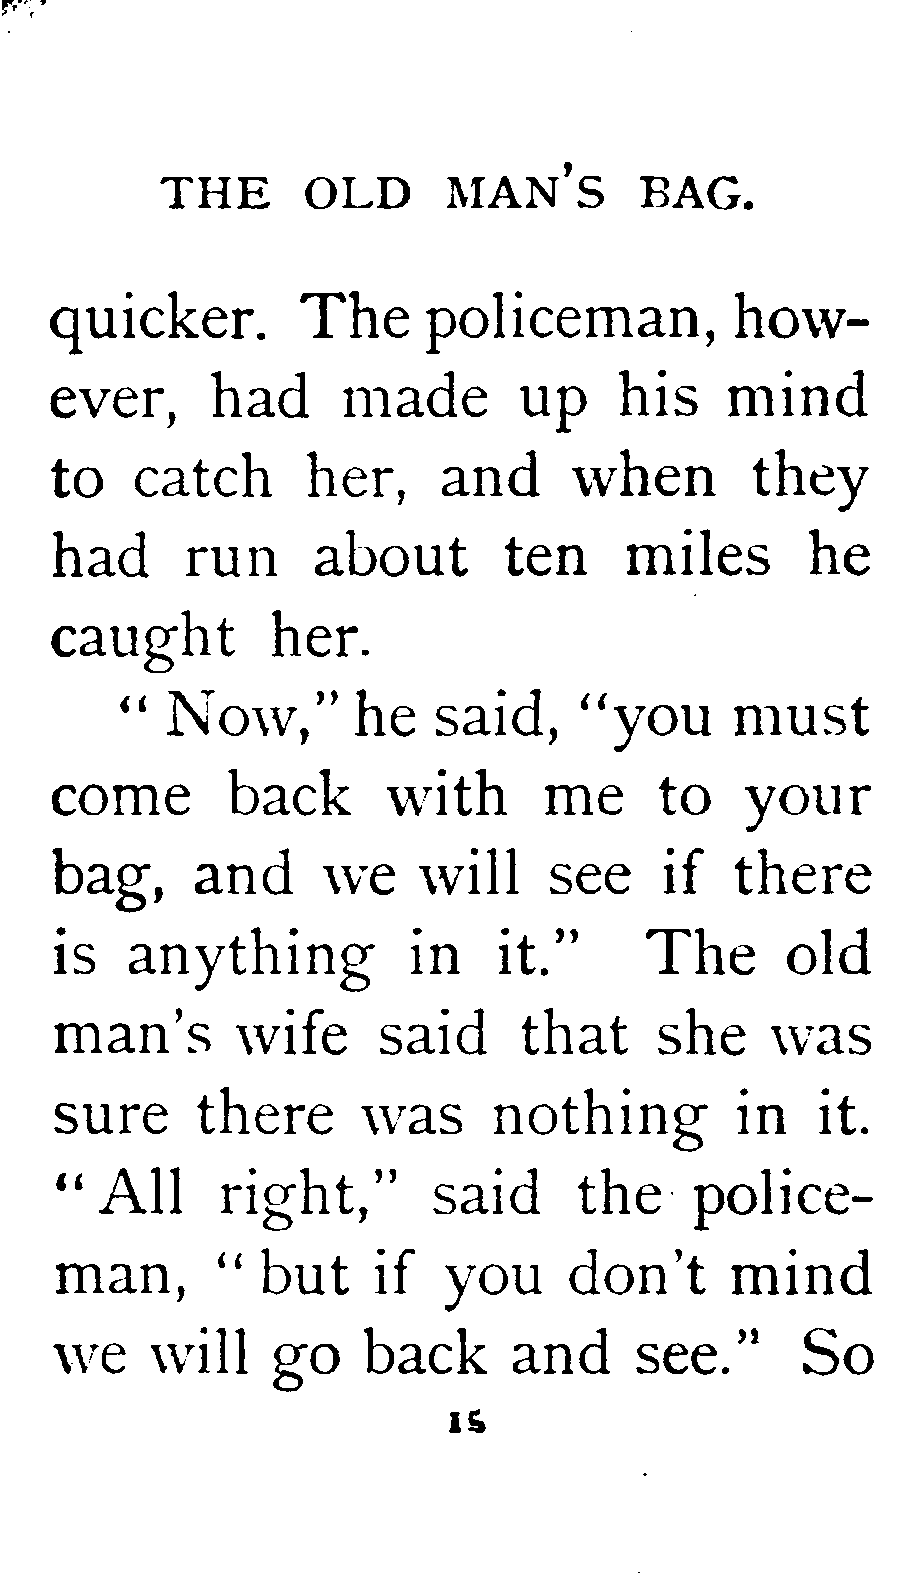 THE OLD MAN'S BAG.
quicker. The policeman, how-
ever, had made up his mind
to catch her, and when they
had run about ten miles he
caught her.
" Now," he said, "you must
come back with me to your
bag, and we will see if there
is anything in it." The old
man's wife said that she was
sure there was nothing in it.
" All right," said the police-
man, " but if you don't mind
we will go back and see." So
15